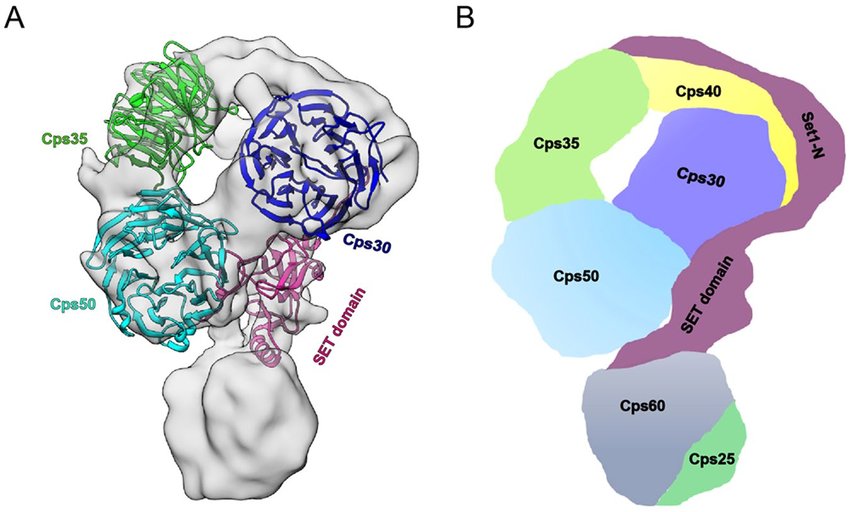 A
Cps35
Cps30
Cps50
SET domain
B
Cps40
Set1-N
Cps35
Cps30
Cps50
SET domain
Cps60
Cps25